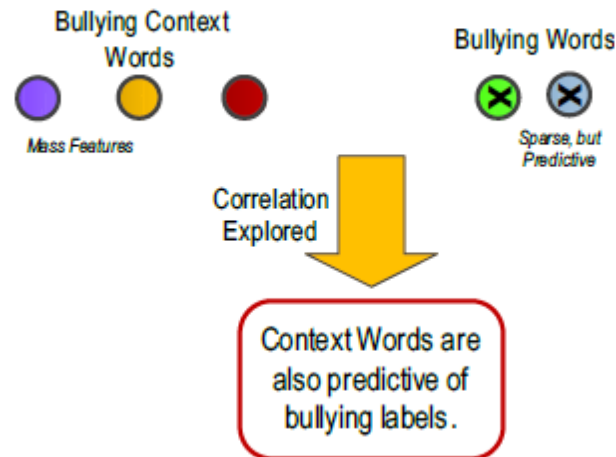 Bullying Context
Words
Bullying Words
X
X
Mass Features
Sparse, but
Predictive
Correlation
Explored
Context Words are
also predictive of
bullying labels.